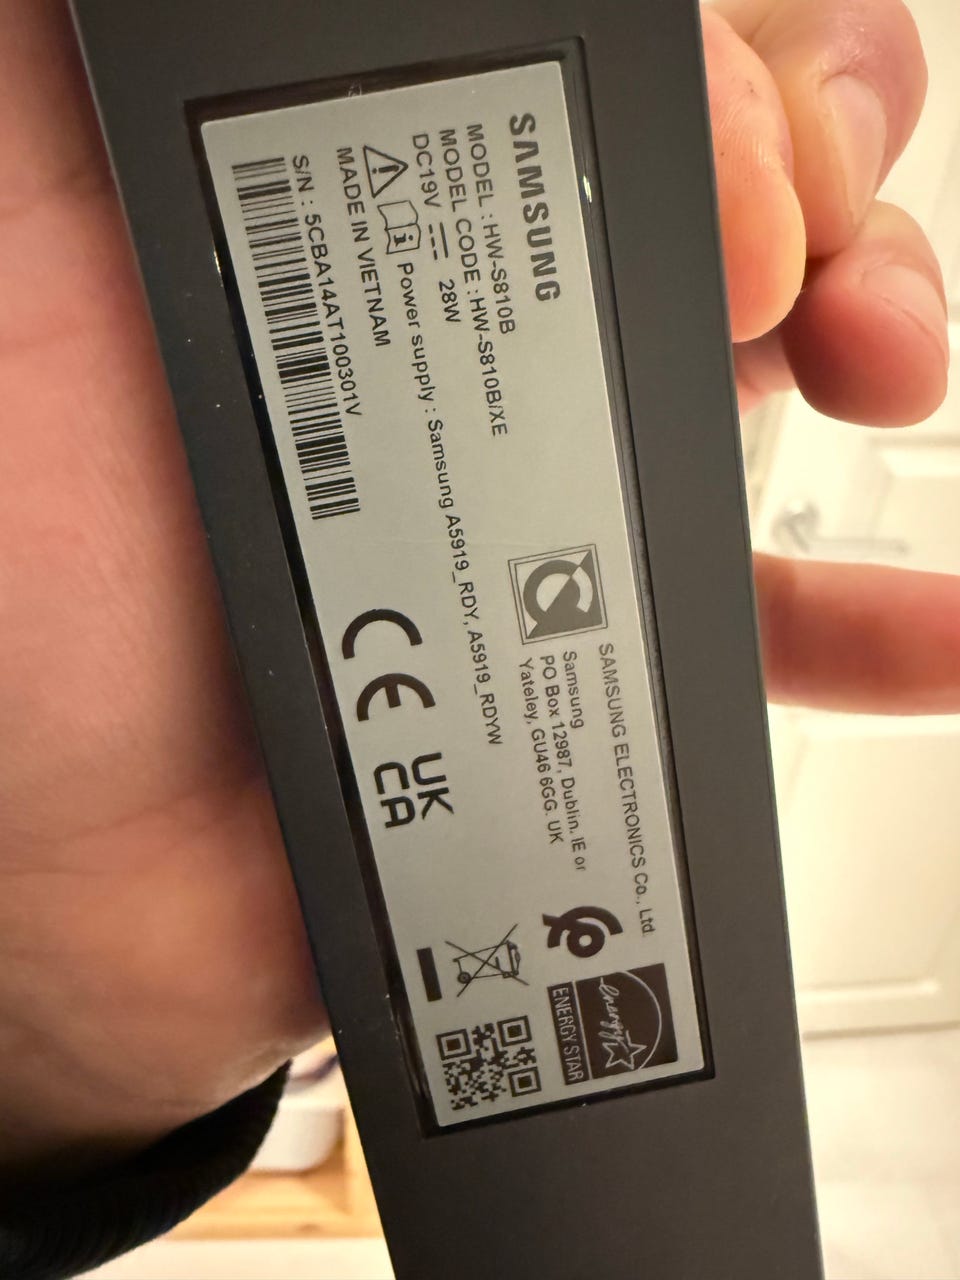 SAMSUNG
MODEL : HW-S810B
MODEL CODE : HW-S810B/XE
DC19V ⎓ 28W
Power supply : Samsung A5919_RDY, A5919_RDYW
MADE IN VIETNAM
S/N : 5CBA14AT100301V
SAMSUNG ELECTRONICS Co., Ltd.
Samsung
PO Box 12987, Dublin. IE or
Yateley, GU46 6GG. UK
CE
UK
CA
energy
ENERGY STAR